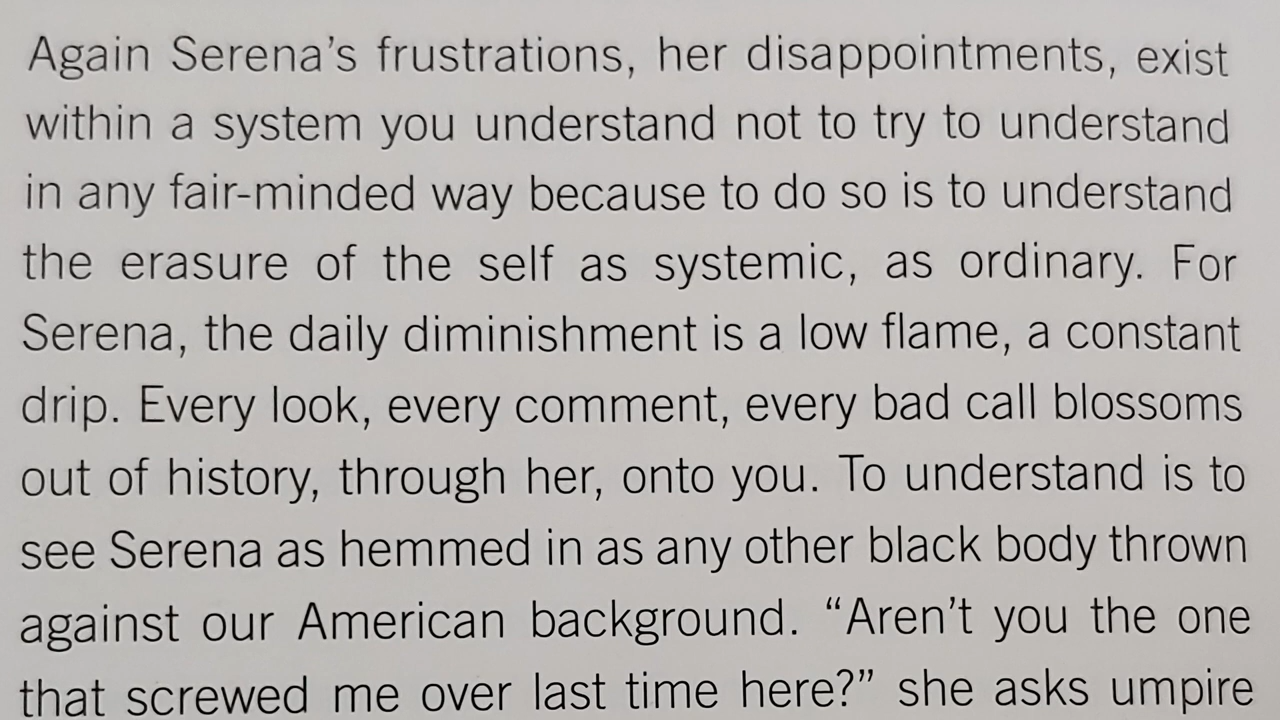 Again Serena’s frustrations, her disappointments, exist
within a system you understand not to try to understand
in any fair-minded way because to do so is to understand
the erasure of the self as systemic, as ordinary. For
Serena, the daily diminishment is a low flame, a constant
drip. Every look, every comment, every bad call blossoms
out of history, through her, onto you. To understand is to
see Serena as hemmed in as any other black body thrown
against our American background. “Aren’t you the one
that screwed me over last time here?” she asks umpire